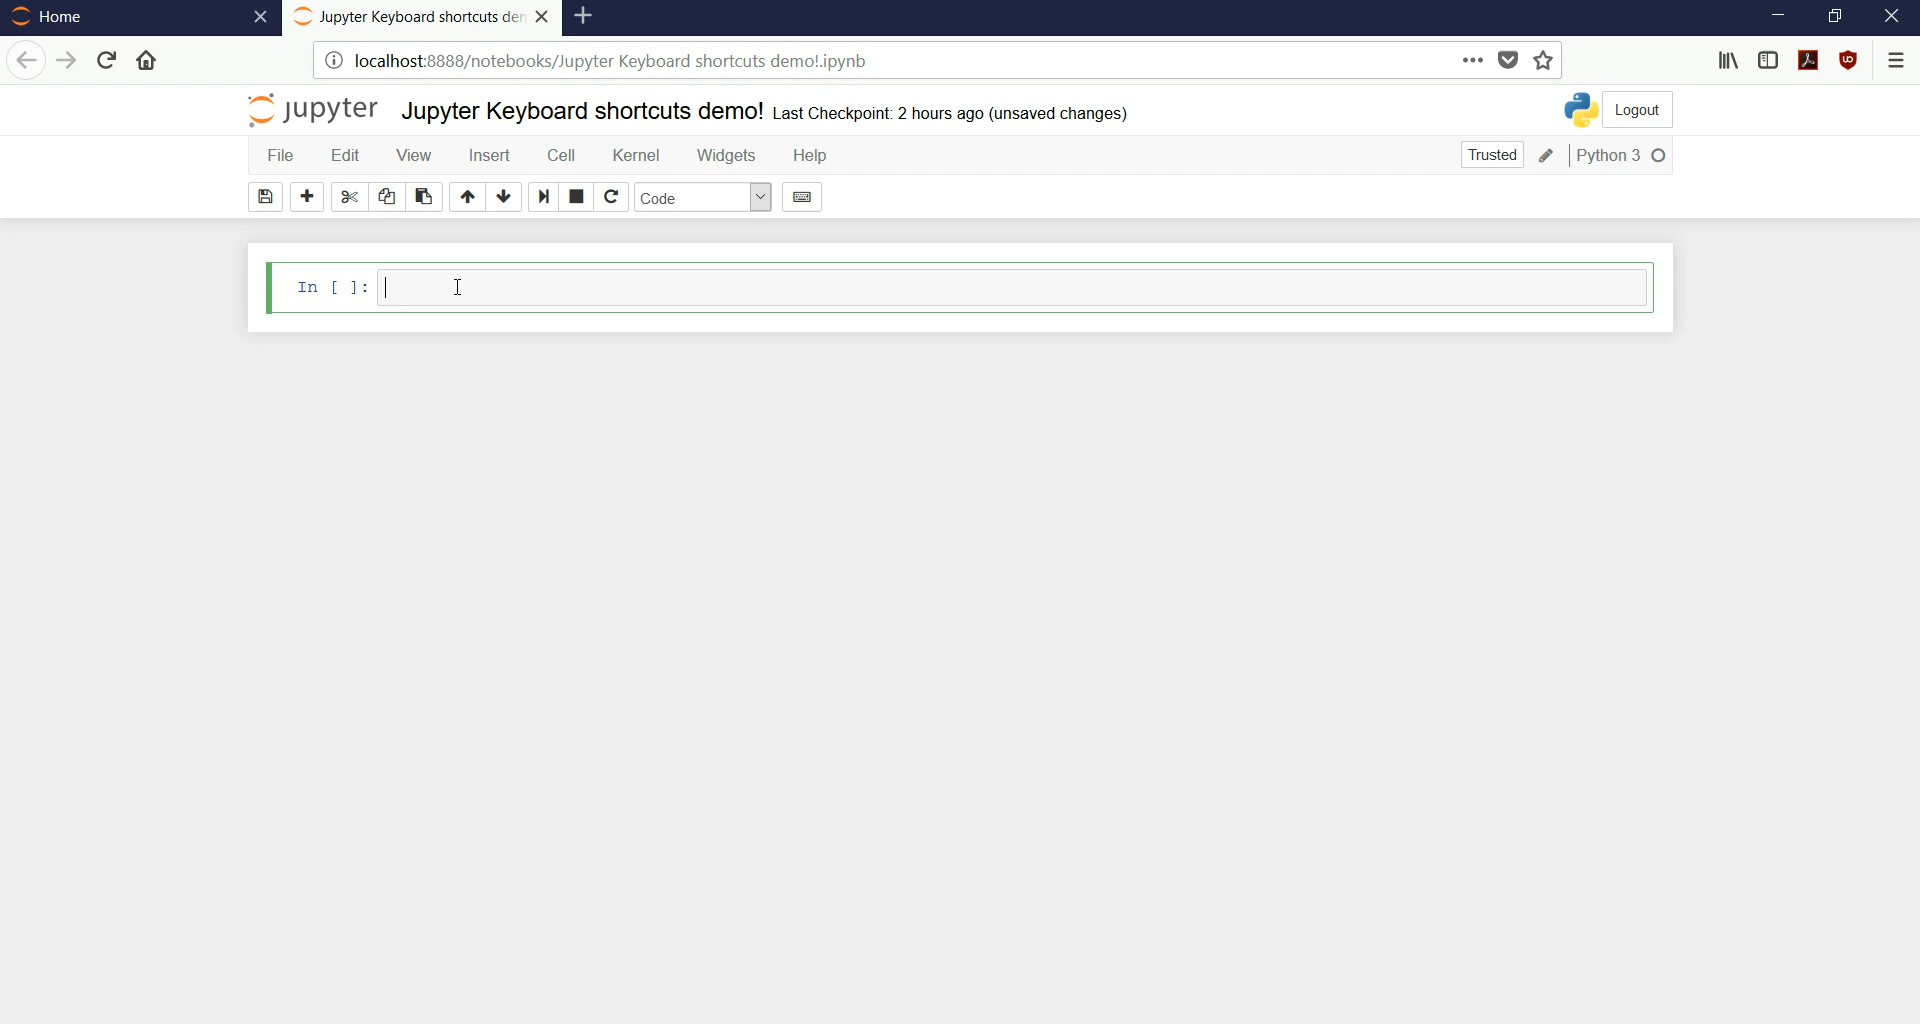 Home
Jupyter Keyboard shortcuts den
localhost:8888/notebooks/Jupyter Keyboard shortcuts demo!.ipynb
jupyter Jupyter Keyboard shortcuts demo! Last Checkpoint: 2 hours ago (unsaved changes) Logout
File Edit View Insert Cell Kernel Widgets Help Trusted Python 3
Code
In [ ]: